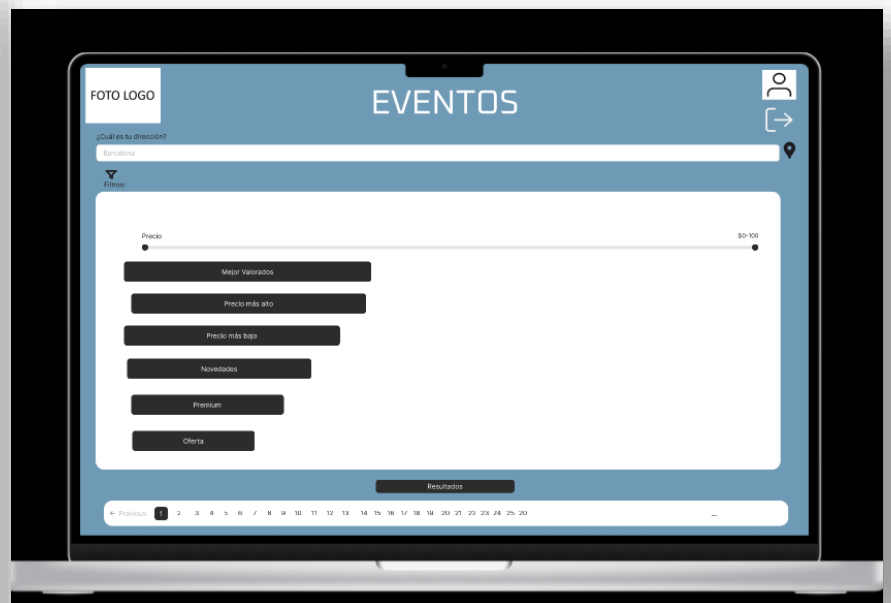 FOTO LOGO
EVENTOS
¿Cuál es tu dirección?
Barcelona
Filtros:
Precio
$0-100
Mejor Valorados
Precio más alto
Precio más bajo
Novedades
Premium
Oferta
Resultados
← Previous 1 2 3 4 5 6 7 8 9 10 11 12 13 14 15 16 17 18 19 20 21 22 23 24 25 20 ...